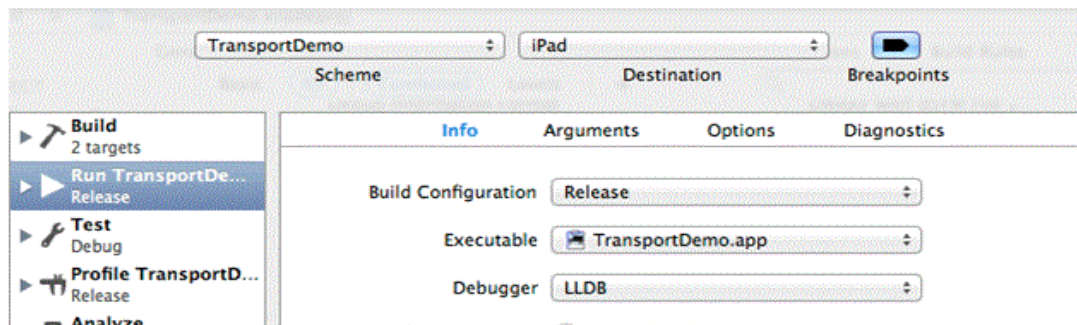 TransportDemo
iPad
Scheme
Destination
Breakpoints
Build
2 targets
Run TransportDe...
Release
Test
Debug
Profile TransportD...
Release
Analyze
Info
Arguments
Options
Diagnostics
Build Configuration
Release
Executable
TransportDemo.app
Debugger
LLDB